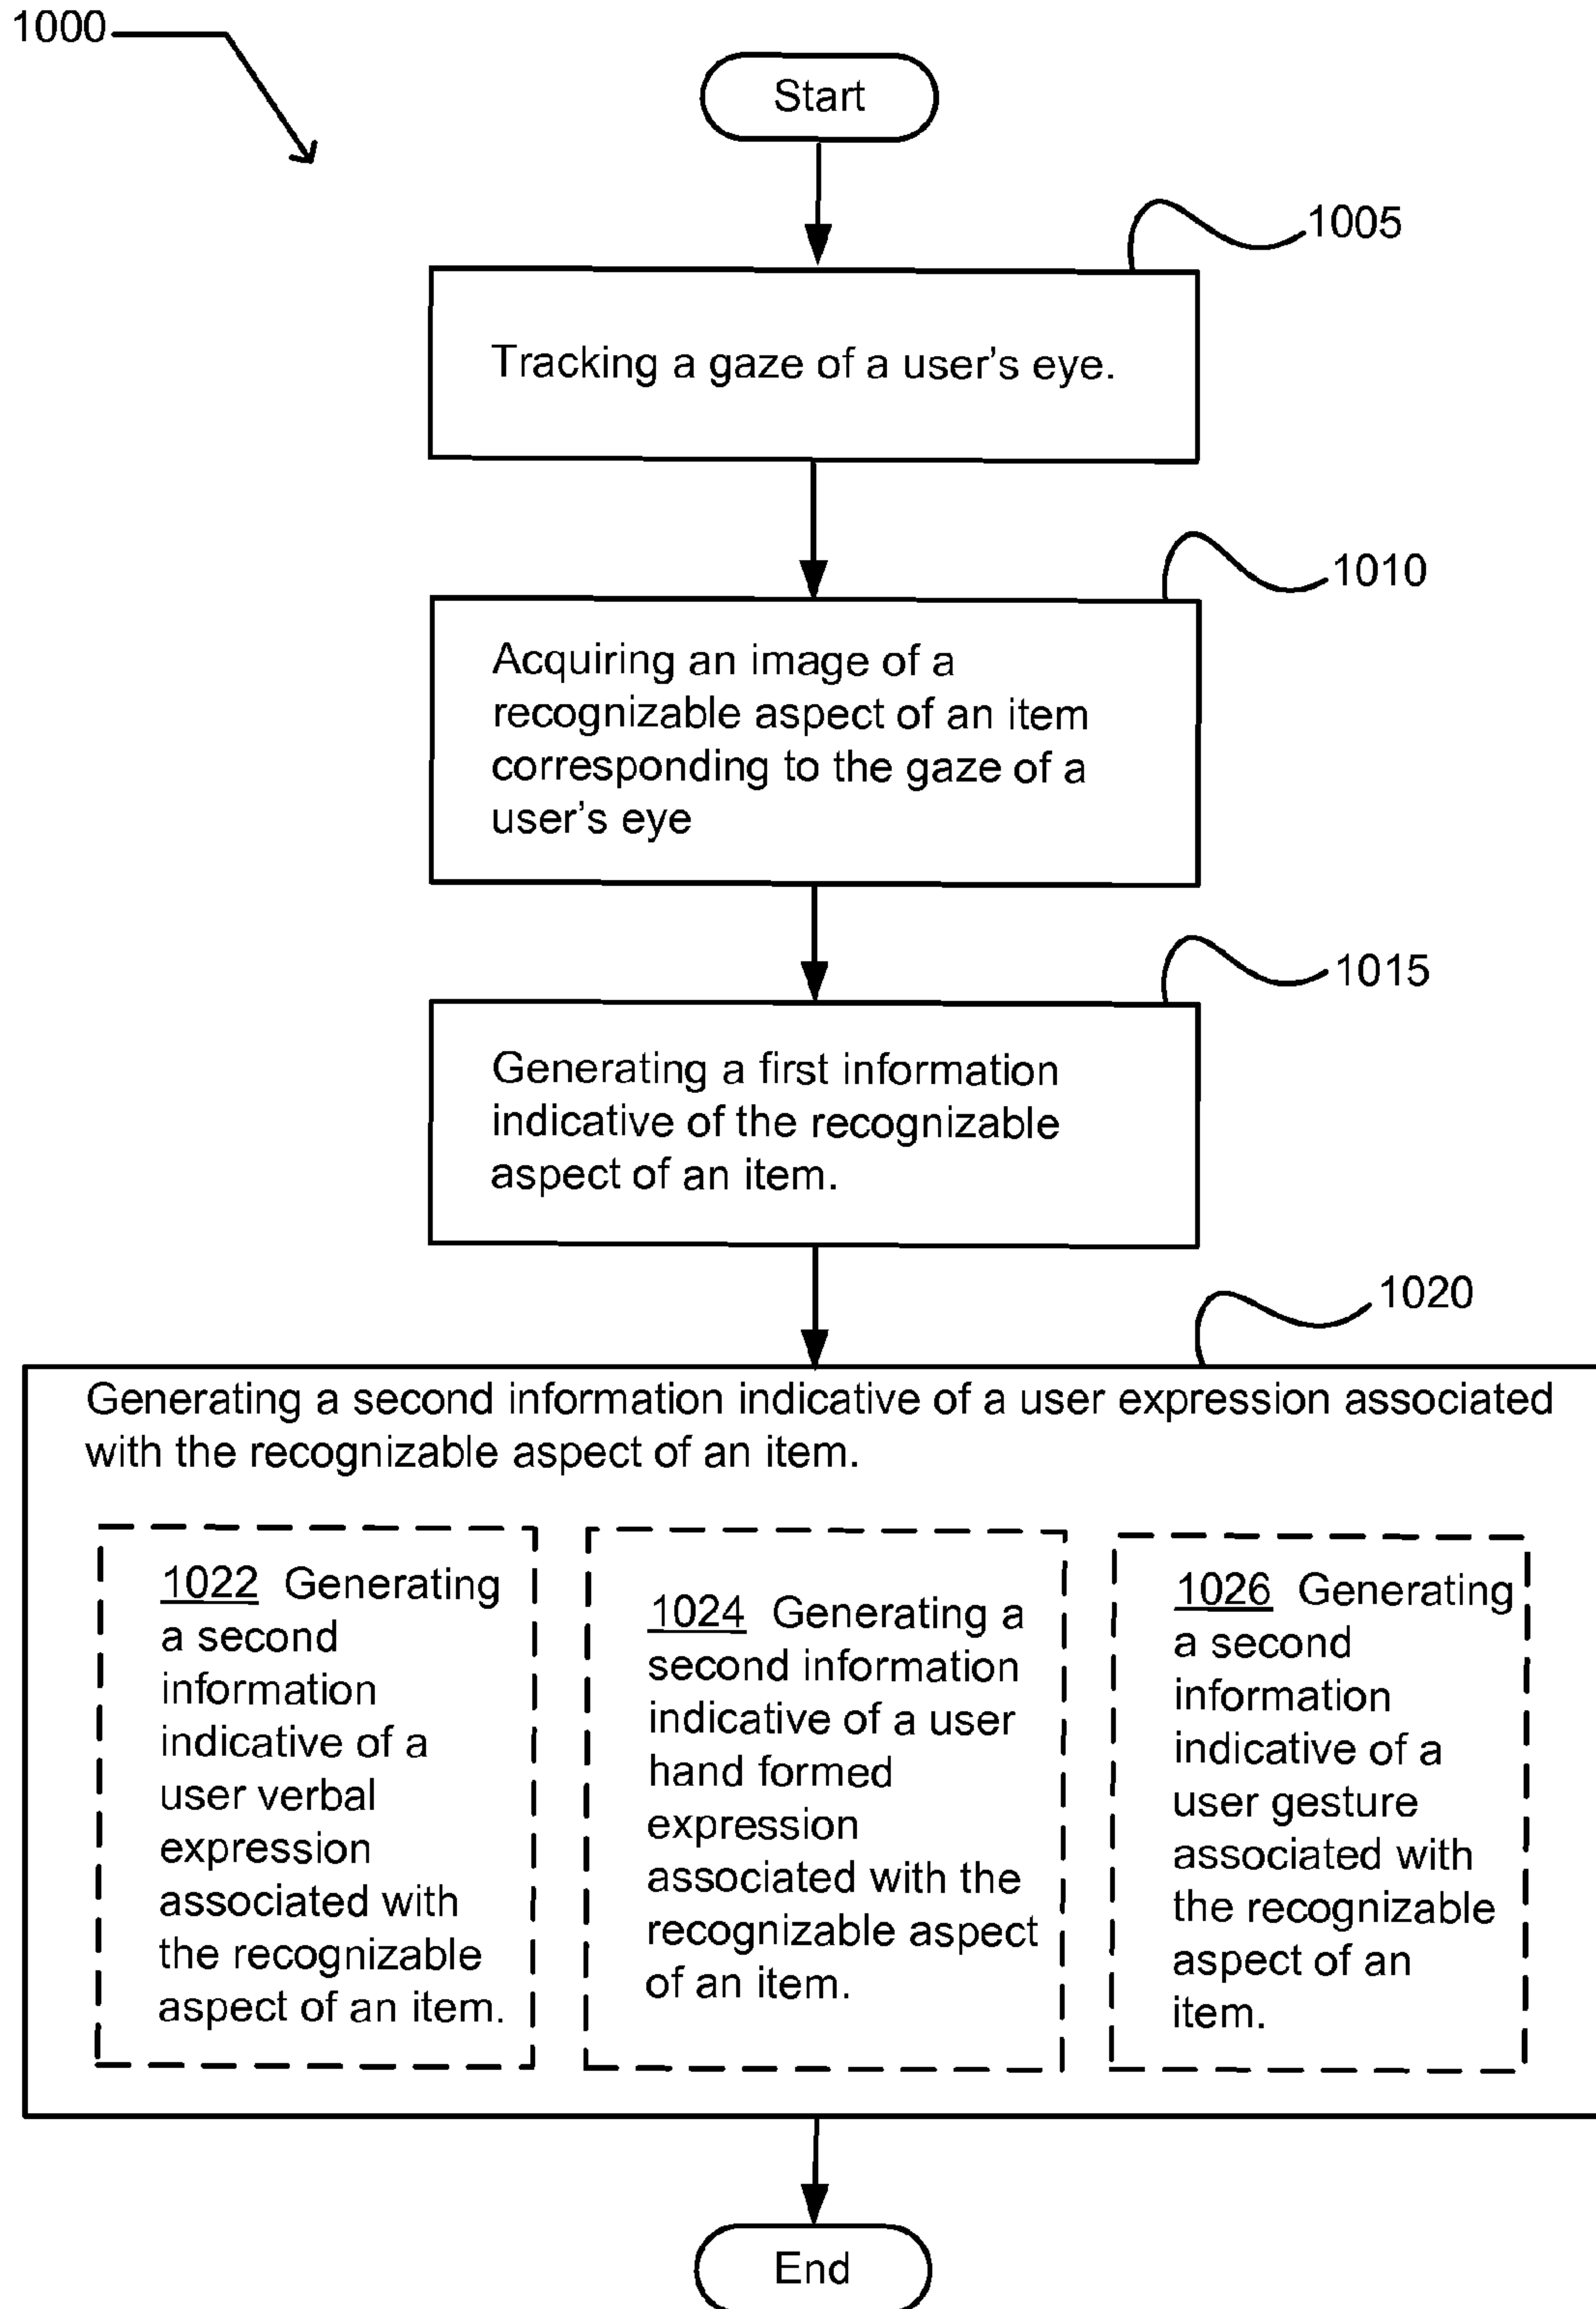 1000
Start
1005
Tracking a gaze of a user's eye.
1010
Acquiring an image of a
recognizable aspect of an item
corresponding to the gaze of a
user's eye
1015
Generating a first information
indicative of the recognizable
aspect of an item.
1020
Generating a second information indicative of a user expression associated
with the recognizable aspect of an item.
1022 Generating
a second
information
indicative of a
user verbal
expression
associated with
the recognizable
aspect of an item.
1024 Generating a
second information
indicative of a user
hand formed
expression
associated with the
recognizable aspect
of an item.
1026 Generating
a second
information
indicative of a
user gesture
associated with
the recognizable
aspect of an
item.
End